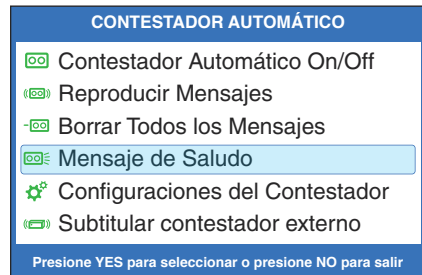 CONTESTADOR AUTOMÁTICO
Contestador Automático On/Off
Reproducir Mensajes
Borrar Todos los Mensajes
Mensaje de Saludo
Configuraciones del Contestador
Subtitular contestador externo
Presione YES para seleccionar o presione NO para salir